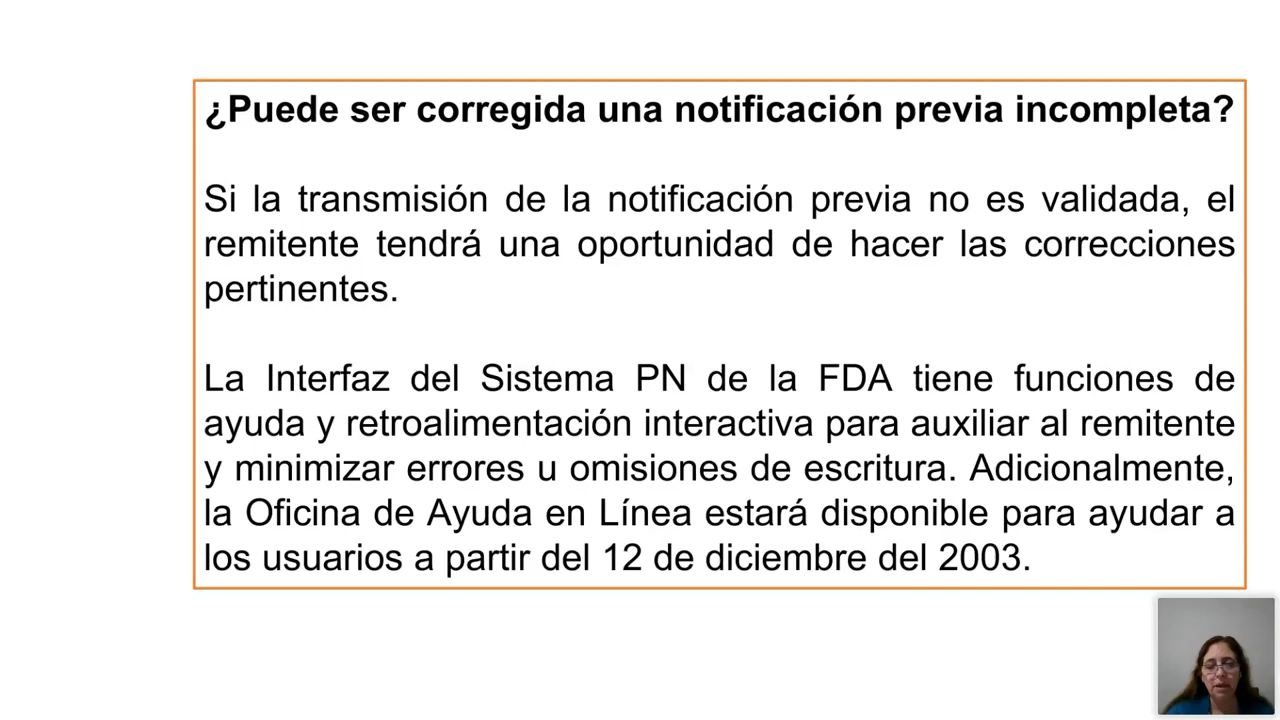 ¿Puede ser corregida una notificación previa incompleta?
Si la transmisión de la notificación previa no es validada, el
remitente tendrá una oportunidad de hacer las correcciones
pertinentes.
La Interfaz del Sistema PN de la FDA tiene funciones de
ayuda y retroalimentación interactiva para auxiliar al remitente
y minimizar errores u omisiones de escritura. Adicionalmente,
la Oficina de Ayuda en Línea estará disponible para ayudar a
los usuarios a partir del 12 de diciembre del 2003.